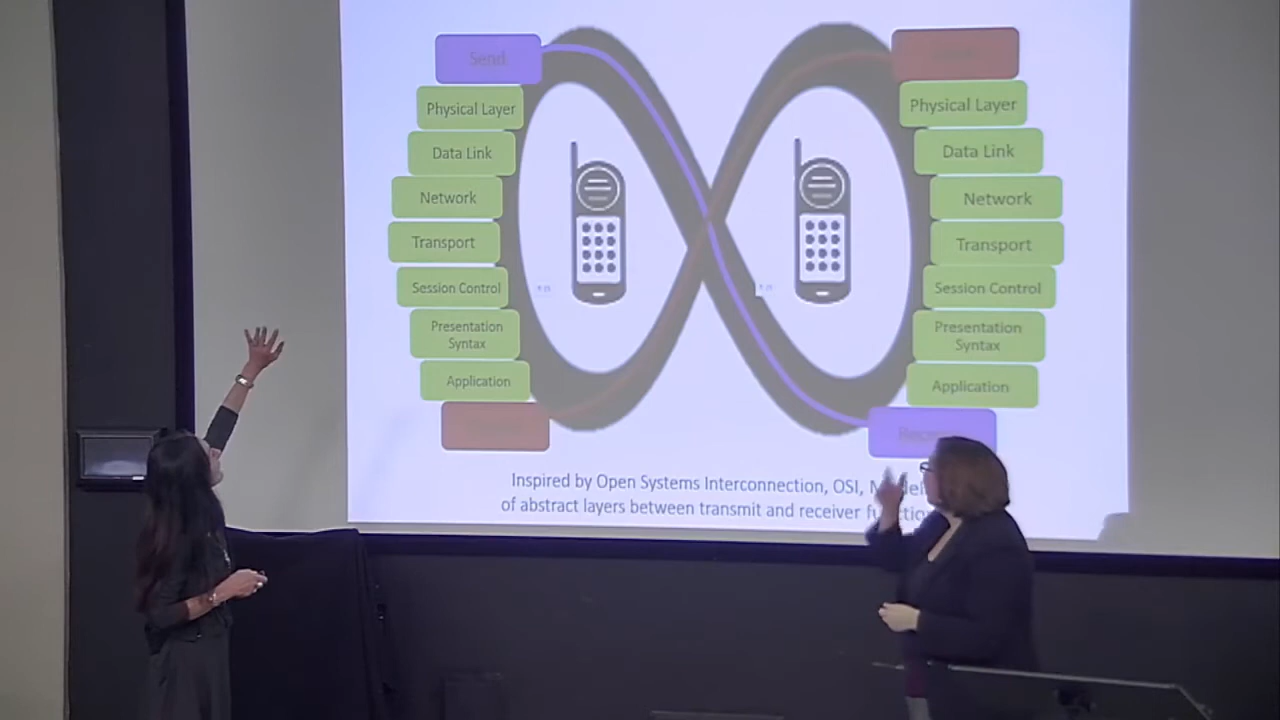 Send
Physical Layer
Data Link
Network
Transport
Session Control
Presentation
Syntax
Application
Physical Layer
Data Link
Network
Transport
Session Control
Presentation
Syntax
Application
Inspired by Open Systems Interconnection, OSI,
of abstract layers between transmit and receiver